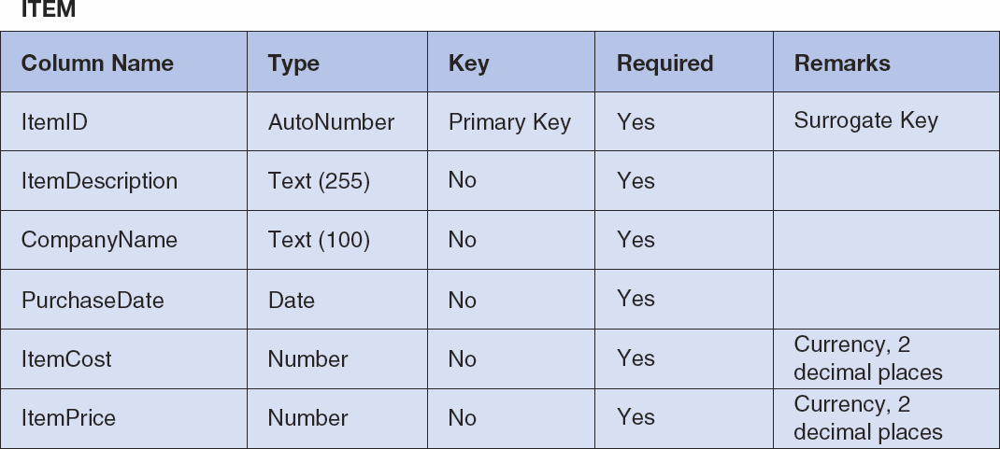 ITEM
Column Name Type Key Required Remarks
ItemID AutoNumber Primary Key Yes Surrogate Key
ItemDescription Text (255) No Yes
CompanyName Text (100) No Yes
PurchaseDate Date No Yes
ItemCost Number No Yes Currency, 2
decimal places
ItemPrice Number No Yes Currency, 2
decimal places